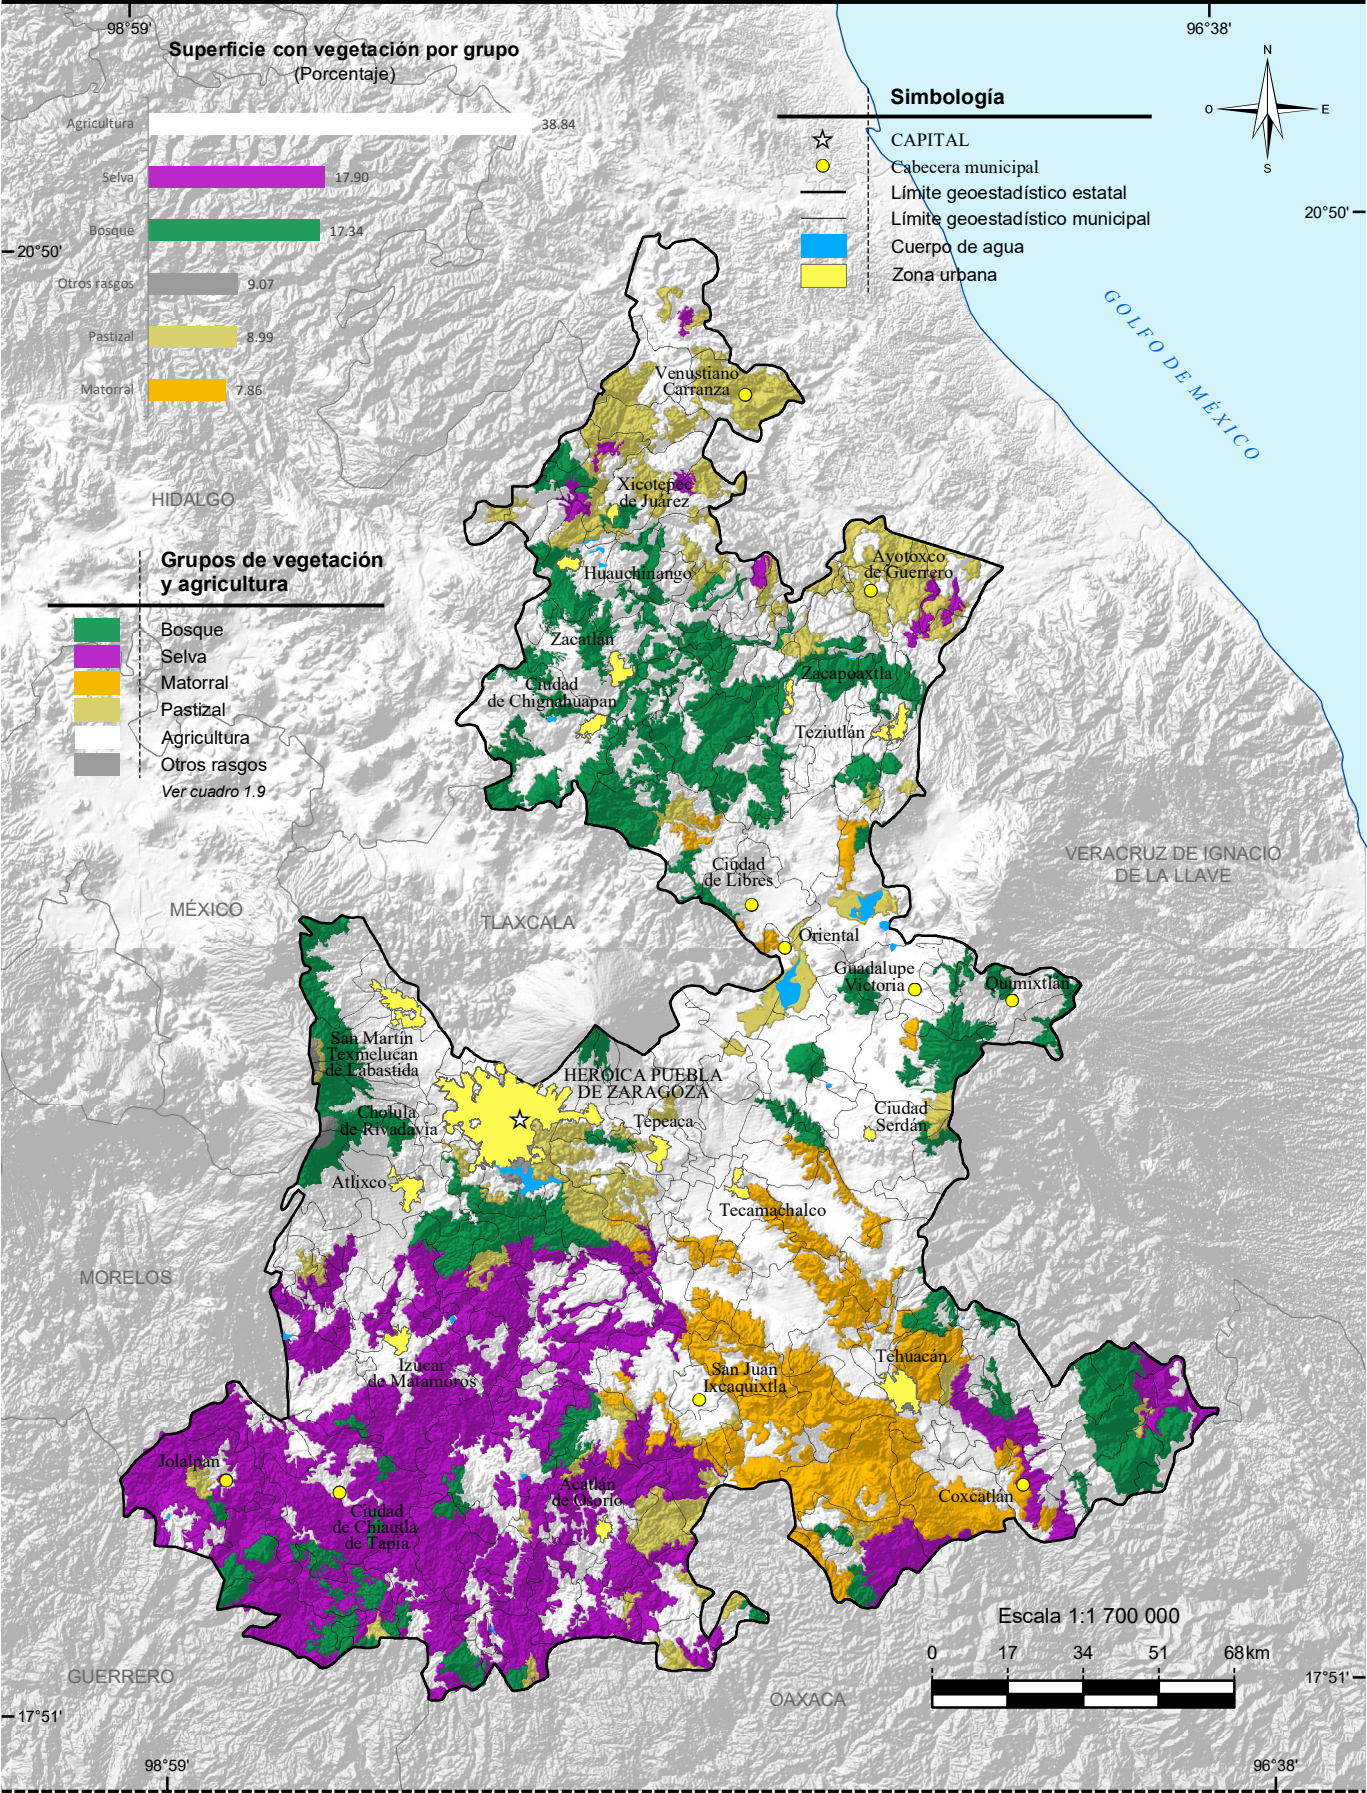 98°59'
96°38'
Superficie con vegetación por grupo
(Porcentaje)
Agricultura
38.84
Selva
17.90
Bosque
17.34
Otros rasgos
9.07
Pastizal
8.99
Matorral
7.86
Simbología
CAPITAL
Cabecera municipal
Límite geoestadístico estatal
Límite geoestadístico municipal
Cuerpo de agua
Zona urbana
N
O
E
S
20°50'
20°50'
GOLFO DE MÉXICO
HIDALGO
Grupos de vegetación
y agricultura
Bosque
Selva
Matorral
Pastizal
Agricultura
Otros rasgos
Ver cuadro 1.9
Venustiano
Carranza
Xicotepec
de Juárez
Huauchinango
Ayotoxco
de Guerrero
Zacatlán
Ciudad
de Chignahuapan
Zacapoaxtla
Teziutlán
Ciudad
de Libres
Oriental
Guadalupe
Victoria
Quimixtlán
VERACRUZ DE IGNACIO
DE LA LLAVE
MÉXICO
TLAXCALA
San Martín
Texmelucan
de Labastida
HEROICA PUEBLA
DE ZARAGOZA
Cholula
de Rivadavia
Tepeaca
Ciudad
Serdán
Atlixco
Tecamachalco
MORELOS
Izúcar
de Matamoros
San Juan
Ixcaquixtla
Tehuacán
Jolalpan
Ciudad
de Chiautla
de Tapia
Acatlán
de Osorio
Coxcatlán
GUERRERO
OAXACA
Escala 1:1 700 000
0 17 34 51 68 km
17°51'
17°51'
98°59'
96°38'